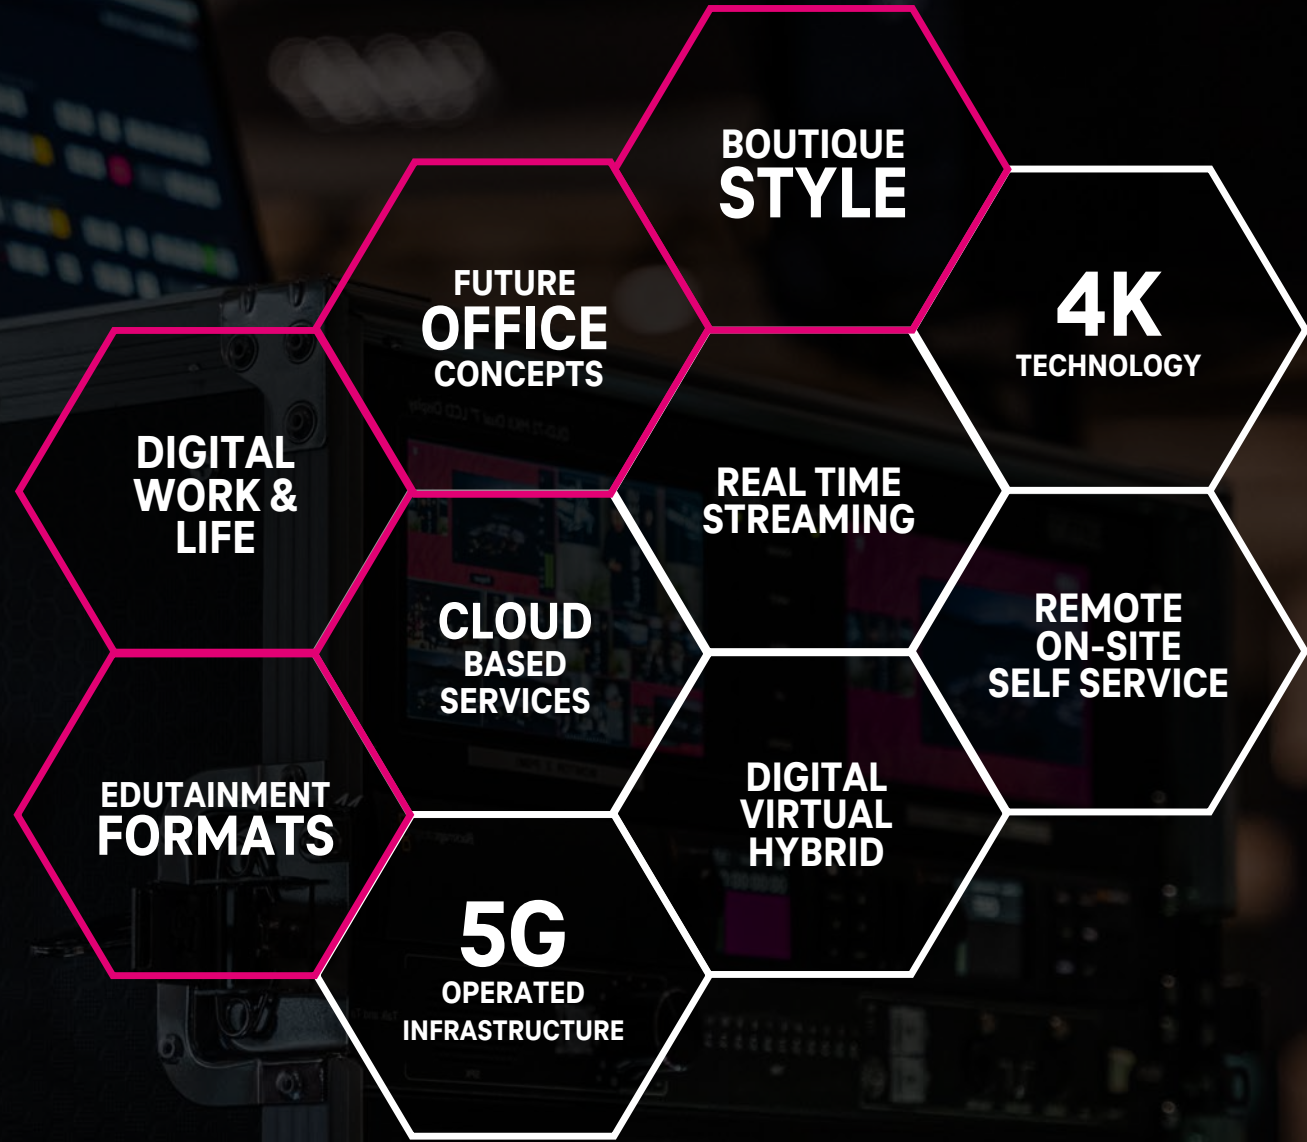 BOUTIQUE
STYLE
FUTURE
OFFICE
CONCEPTS
4K
TECHNOLOGY
DIGITAL
WORK &
LIFE
REAL TIME
STREAMING
CLOUD
BASED
SERVICES
REMOTE
ON-SITE
SELF SERVICE
EDUTAINMENT
FORMATS
DIGITAL
VIRTUAL
HYBRID
5G
OPERATED
INFRASTRUCTURE